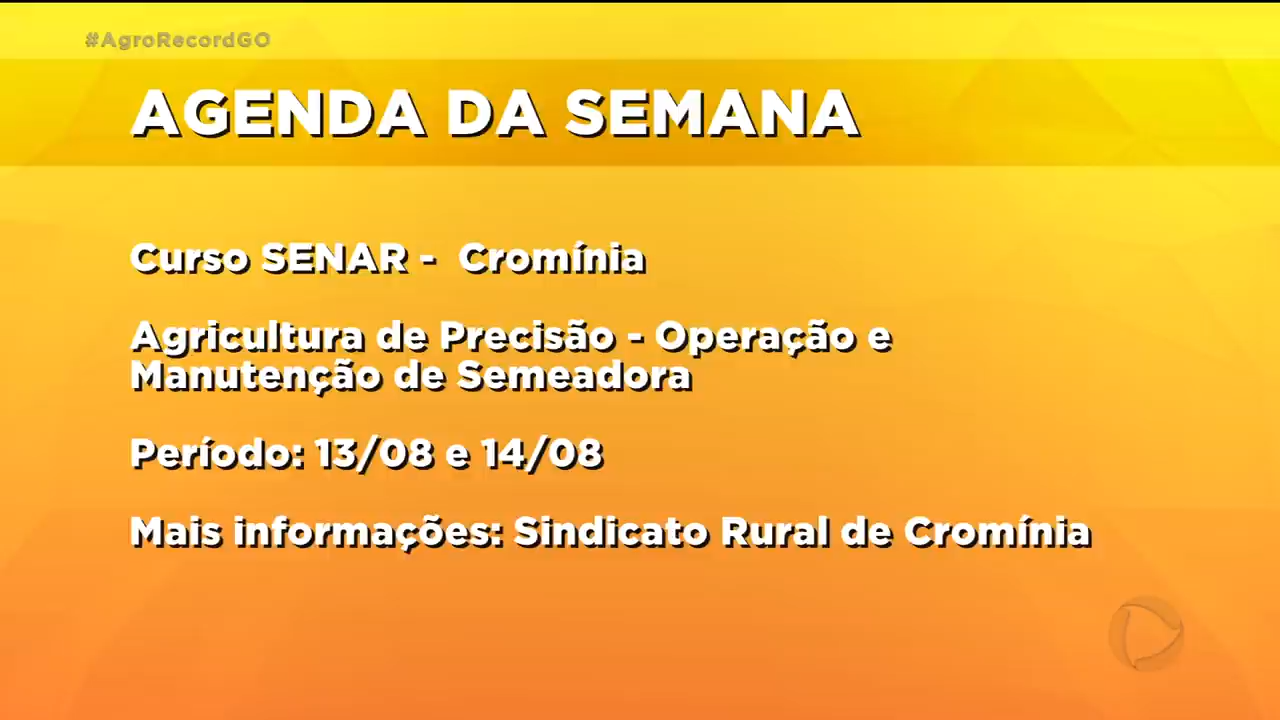 #AgroRecordGO
AGENDA DA SEMANA
Curso SENAR -  Cromínia
Agricultura de Precisão - Operação e
Manutenção de Semeadora
Período: 13/08 e 14/08
Mais informações: Sindicato Rural de Cromínia